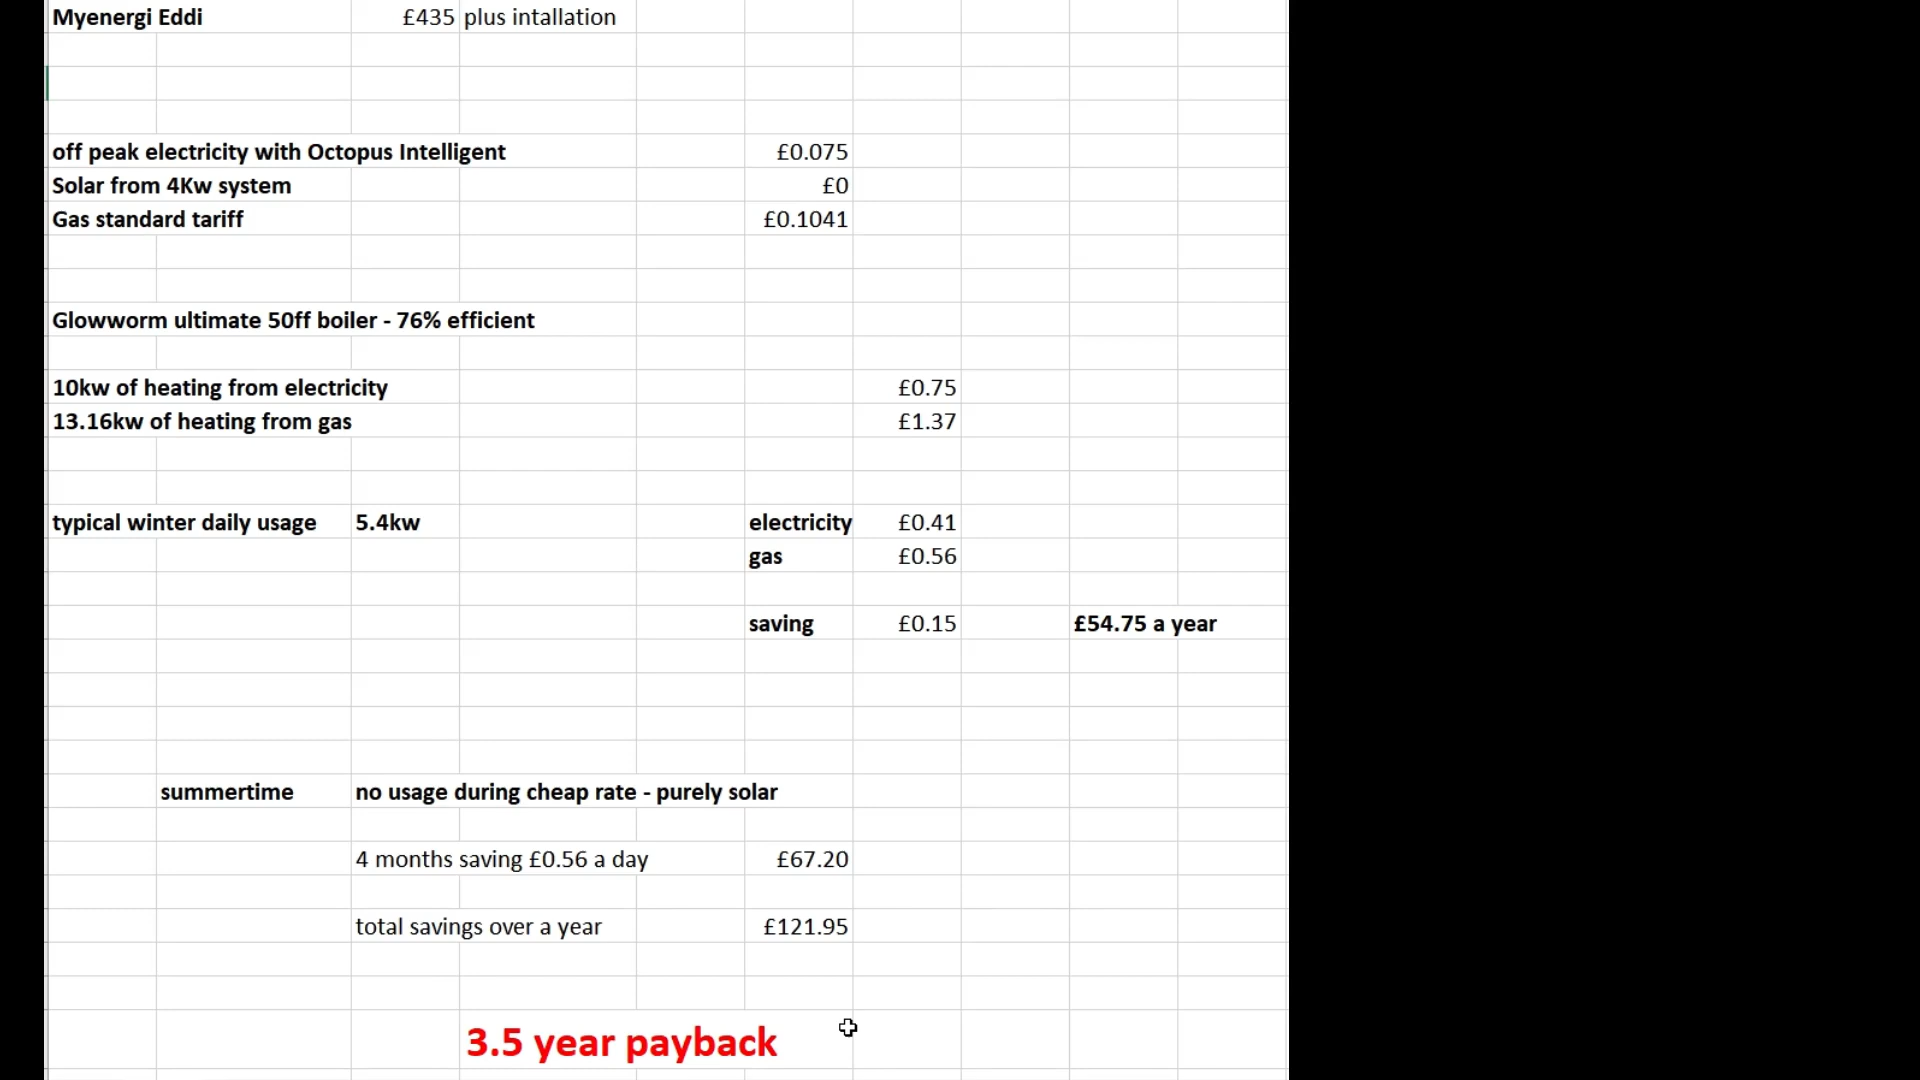 Myenergi Eddi £435 plus intallation
off peak electricity with Octopus Intelligent £0.075
Solar from 4Kw system £0
Gas standard tariff £0.1041
Glowworm ultimate 50ff boiler - 76% efficient
10kw of heating from electricity £0.75
13.16kw of heating from gas £1.37
typical winter daily usage 5.4kw electricity £0.41
gas £0.56
saving £0.15 £54.75 a year
summertime no usage during cheap rate - purely solar
4 months saving £0.56 a day £67.20
total savings over a year £121.95
3.5 year payback